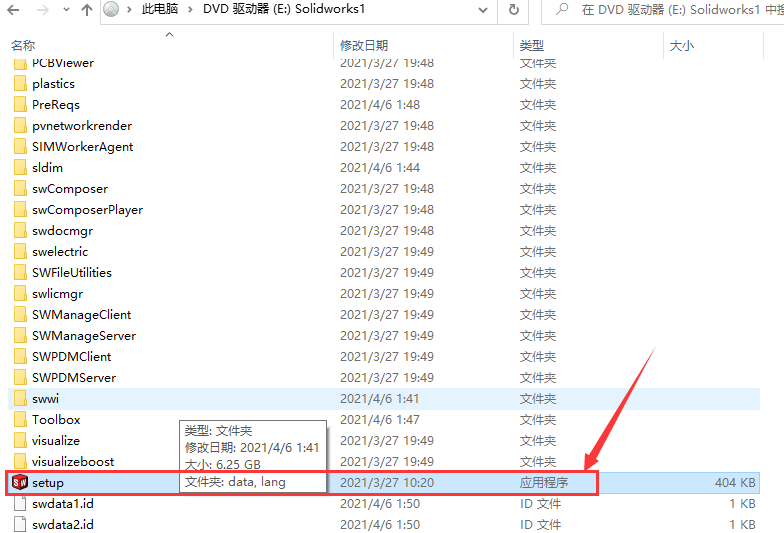 此电脑 › DVD 驱动器 (E:) Solidworks1
在 DVD 驱动器 (E:) Solidworks1 中搜
名称 修改日期 类型 大小
PCBViewer 2021/3/27 19:48 文件夹
plastics 2021/3/27 19:48 文件夹
PreReqs 2021/4/6 1:48 文件夹
pvnetworkrender 2021/3/27 19:48 文件夹
SIMWorkerAgent 2021/3/27 19:48 文件夹
sldim 2021/4/6 1:44 文件夹
swComposer 2021/3/27 19:48 文件夹
swComposerPlayer 2021/3/27 19:48 文件夹
swdocmgr 2021/3/27 19:48 文件夹
swelectric 2021/3/27 19:49 文件夹
SWFileUtilities 2021/3/27 19:49 文件夹
swlicmgr 2021/3/27 19:49 文件夹
SWManageClient 2021/3/27 19:49 文件夹
SWManageServer 2021/3/27 19:49 文件夹
SWPDMClient 2021/3/27 19:49 文件夹
SWPDMServer 2021/3/27 19:49 文件夹
swwi 2021/4/6 1:41 文件夹
Toolbox 2021/4/6 1:47 文件夹
visualize 2021/3/27 19:49 文件夹
visualizeboost 2021/3/27 19:49 文件夹
类型: 文件夹
修改日期: 2021/4/6 1:41
大小: 6.25 GB
文件夹: data, lang
setup 2021/3/27 10:20 应用程序 404 KB
swdata1.id 2021/4/6 1:50 ID 文件 1 KB
swdata2.id 2021/4/6 1:50 ID 文件 1 KB